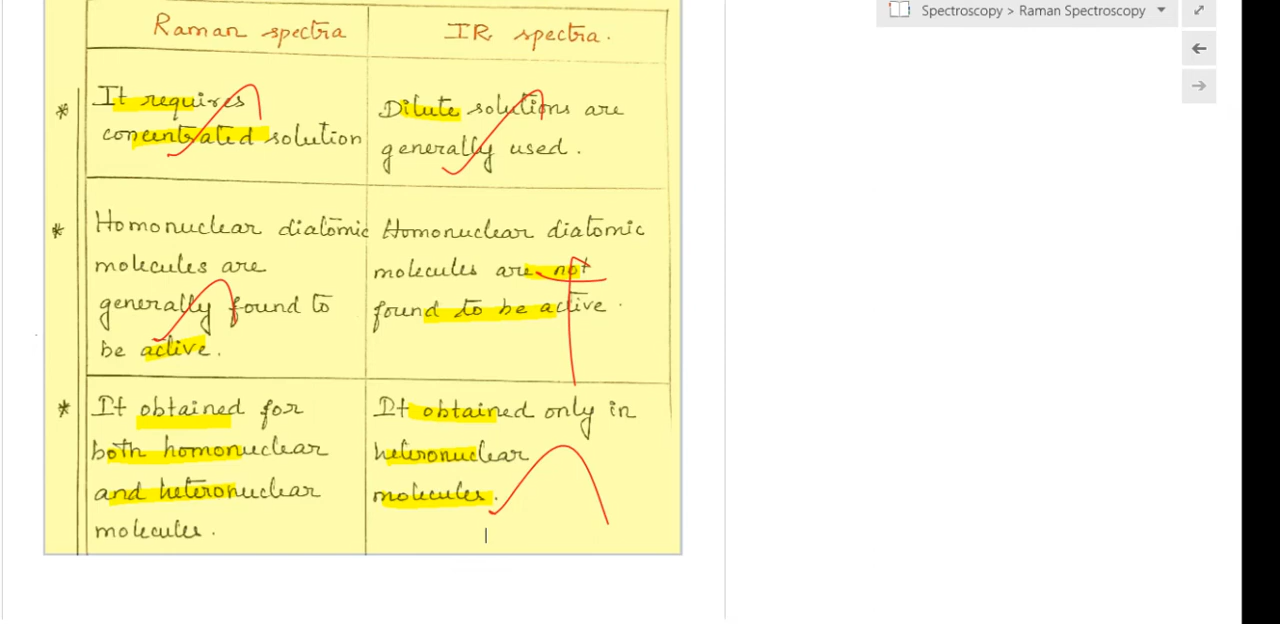 Spectroscopy > Raman Spectroscopy
Raman spectra
IR spectra.
* It requires
concentrated solution
Dilute solutions are
generally used.
* Homonuclear diatomic
molecules are
generally found to
be active.
Homonuclear diatomic
molecules are not
found to be active.
* It obtained for
both homonuclear
and heteronuclear
molecules.
It obtained only in
heteronuclear
molecules.